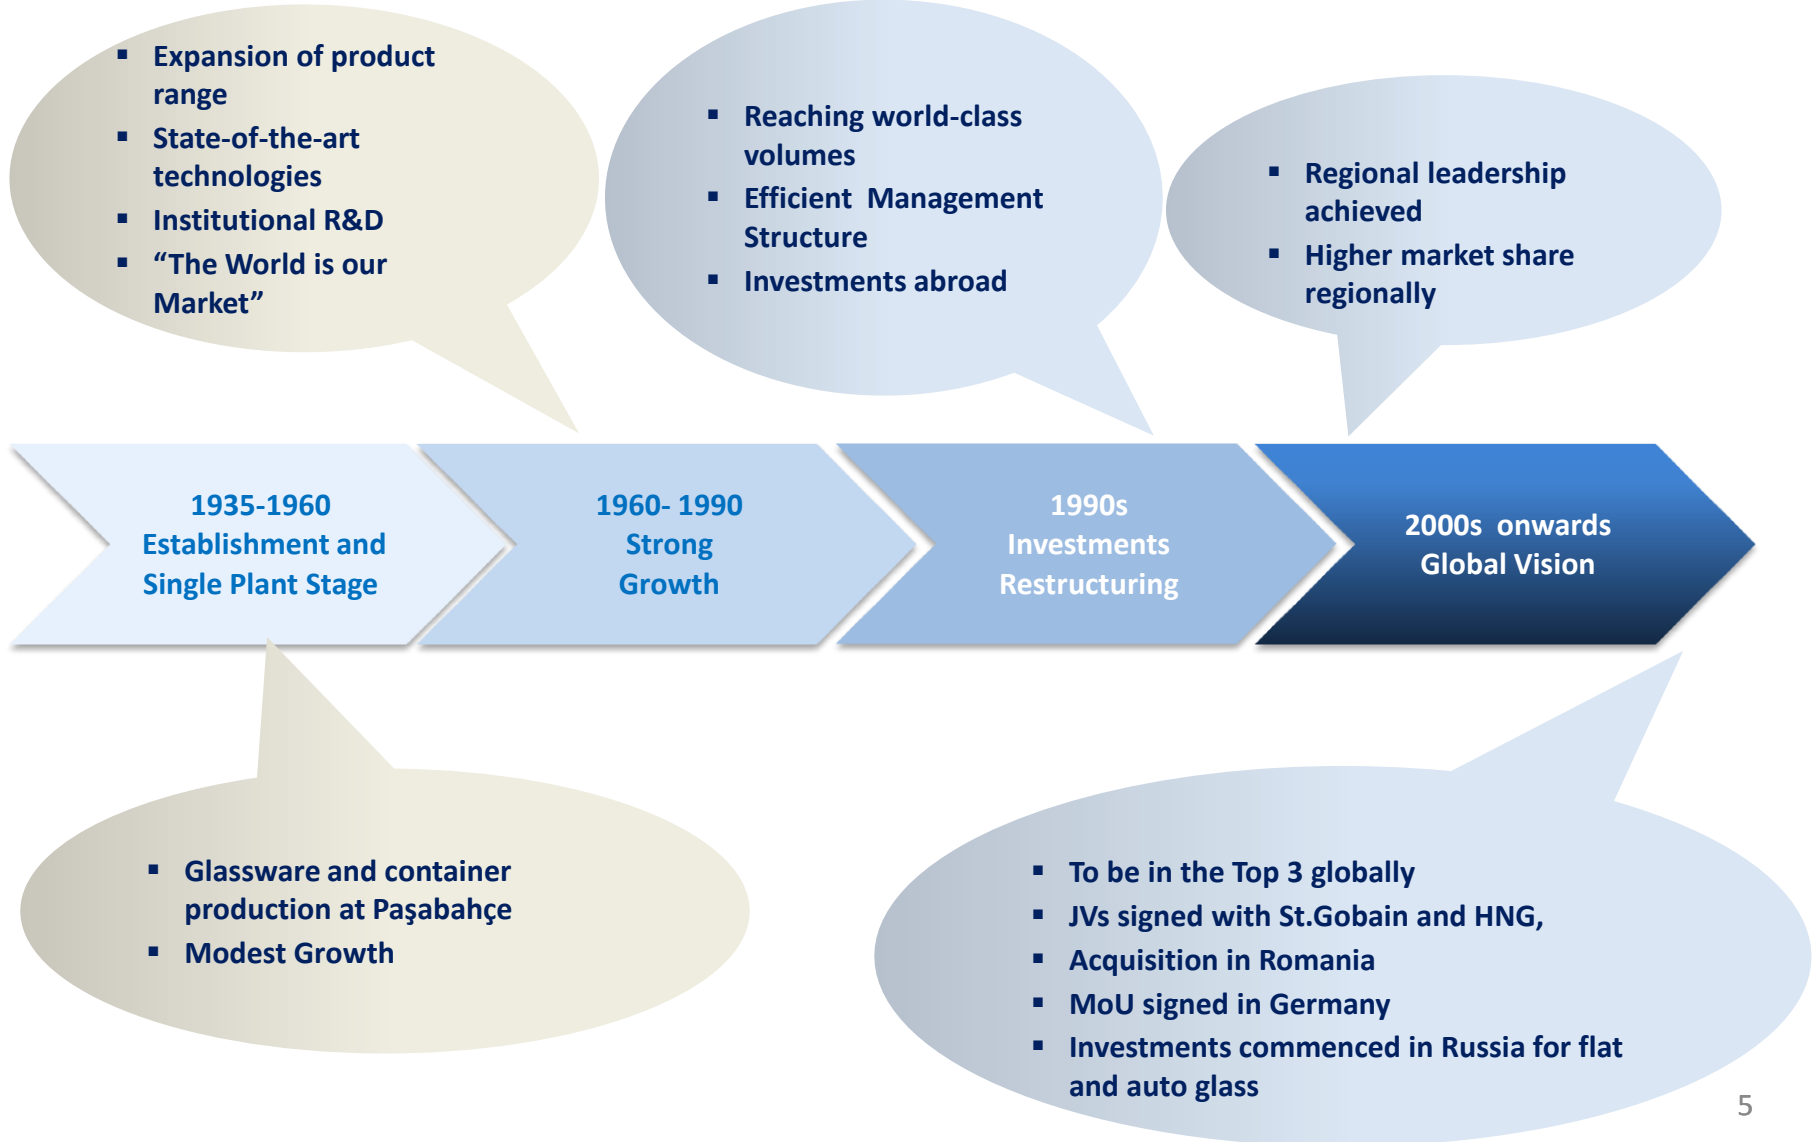 ▪ Expansion of product
range
▪ State-of-the-art
technologies
▪ Institutional R&D
▪ “The World is our
Market”
▪ Reaching world-class
volumes
▪ Efficient  Management
Structure
▪ Investments abroad
▪ Regional leadership
achieved
▪ Higher market share
regionally
1935-1960
Establishment and
Single Plant Stage
1960- 1990
Strong
Growth
1990s
Investments
Restructuring
2000s  onwards
Global Vision
▪ Glassware and container
production at Paşabahçe
▪ Modest Growth
▪ To be in the Top 3 globally
▪ JVs signed with St.Gobain and HNG,
▪ Acquisition in Romania
▪ MoU signed in Germany
▪ Investments commenced in Russia for flat
and auto glass
5